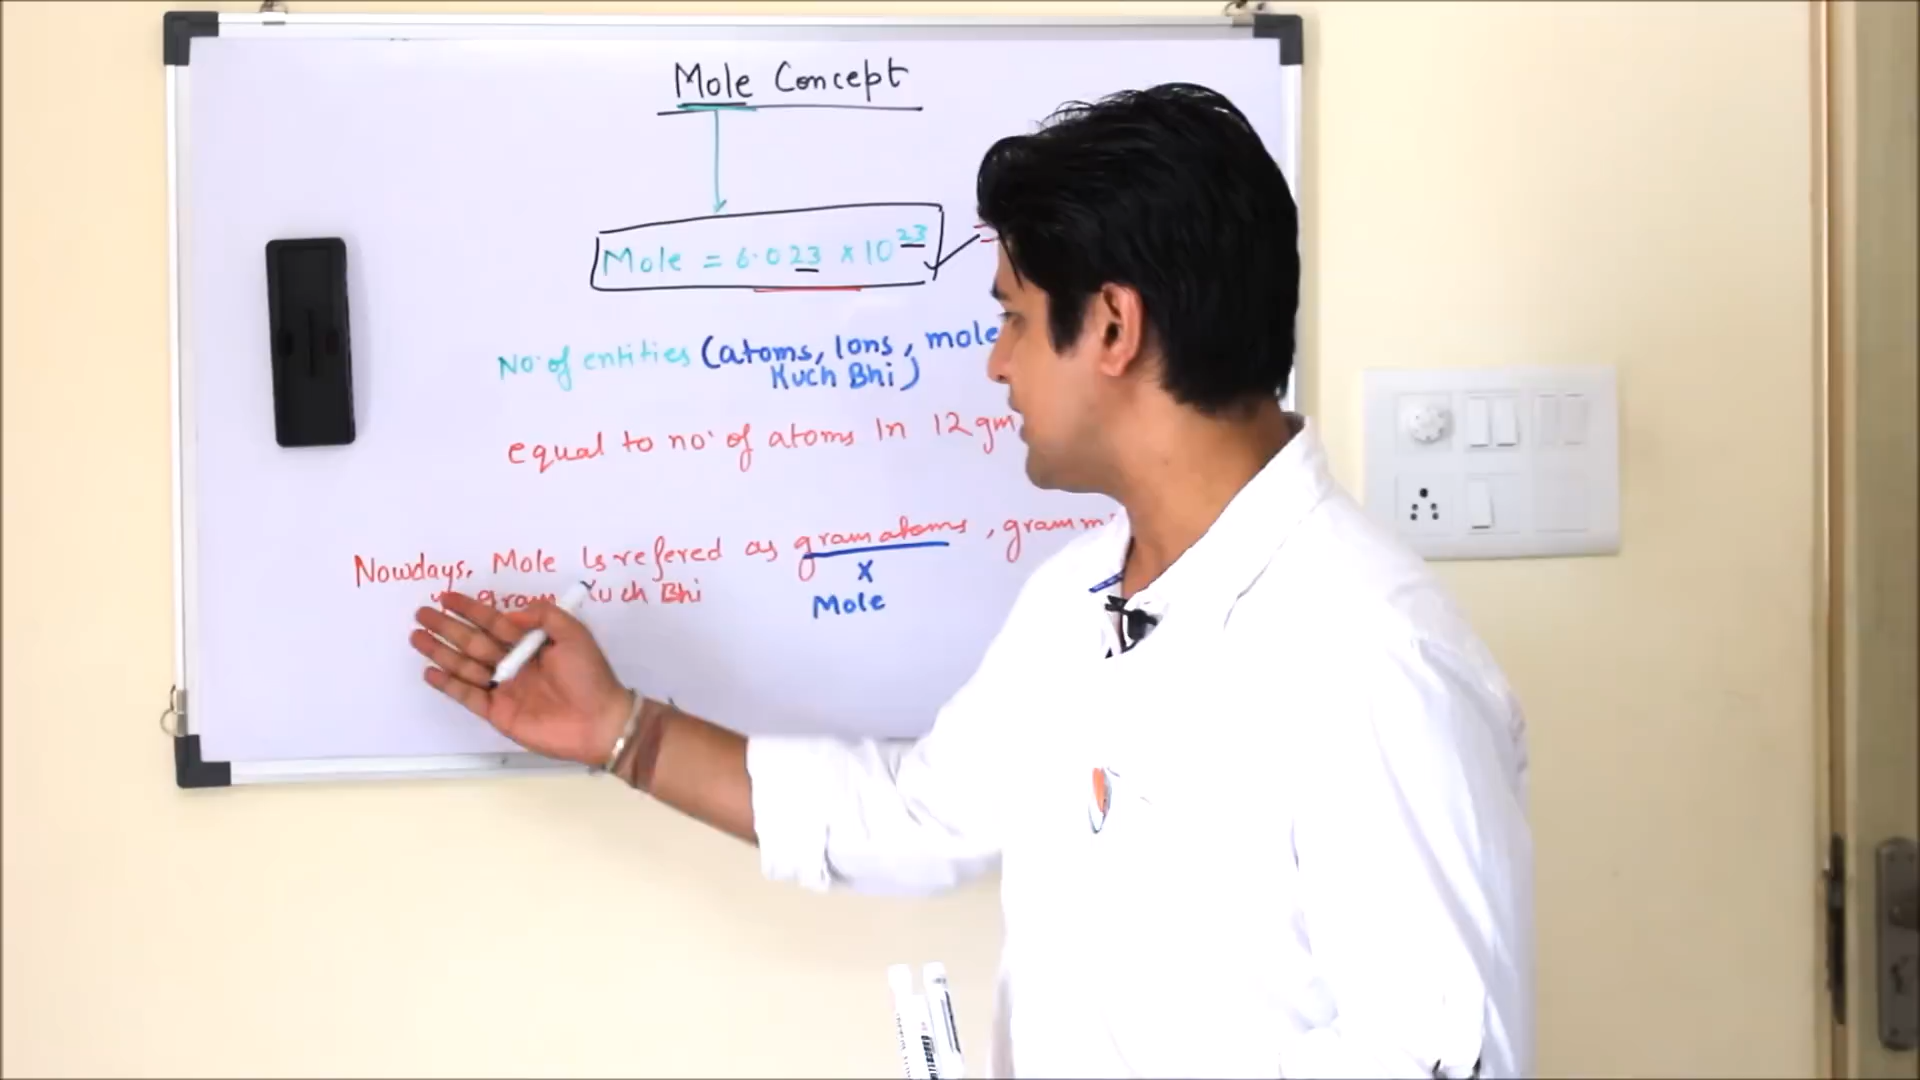 Mole Concept
Mole = 6.023 × 10²³
No. of entities (atoms, Ions, mole
Kuch Bhi)
equal to no. of atoms In 12 gm
Nowdays, Mole Is refered as gram atoms, gram m
gram Kuch Bhi
X
Mole